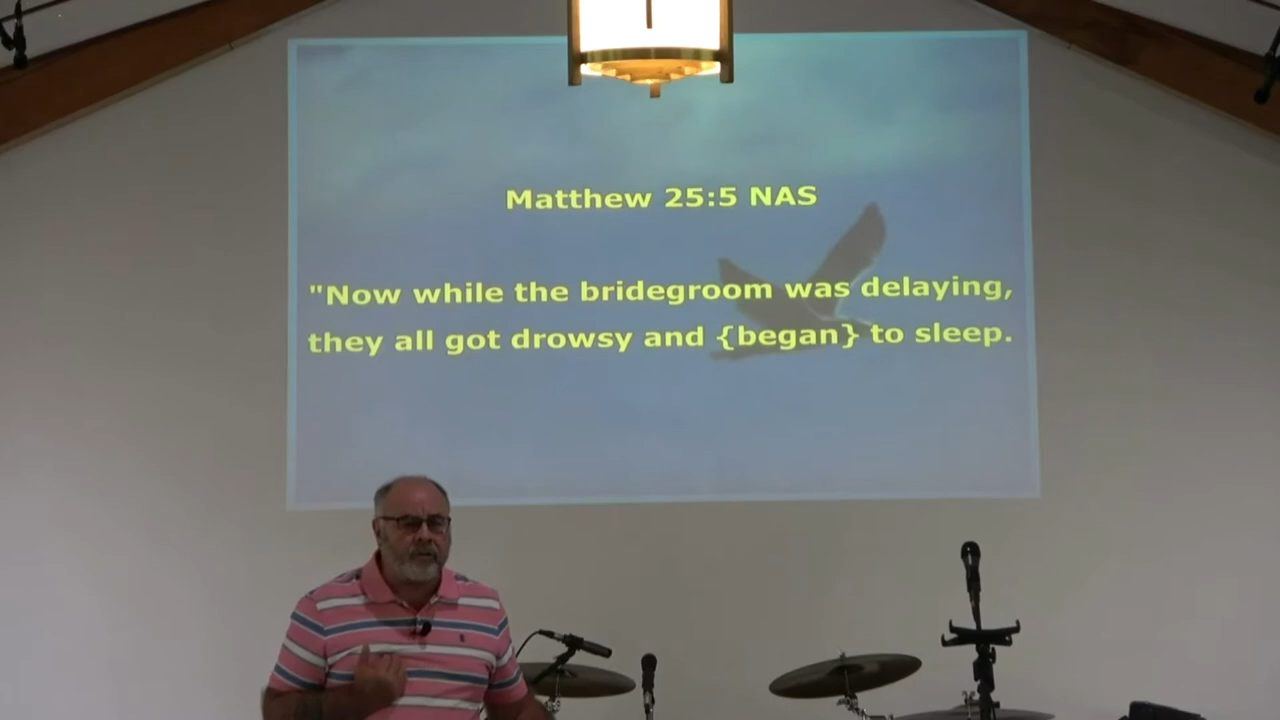 Matthew 25:5 NAS
"Now while the bridegroom was delaying,
they all got drowsy and {began} to sleep.